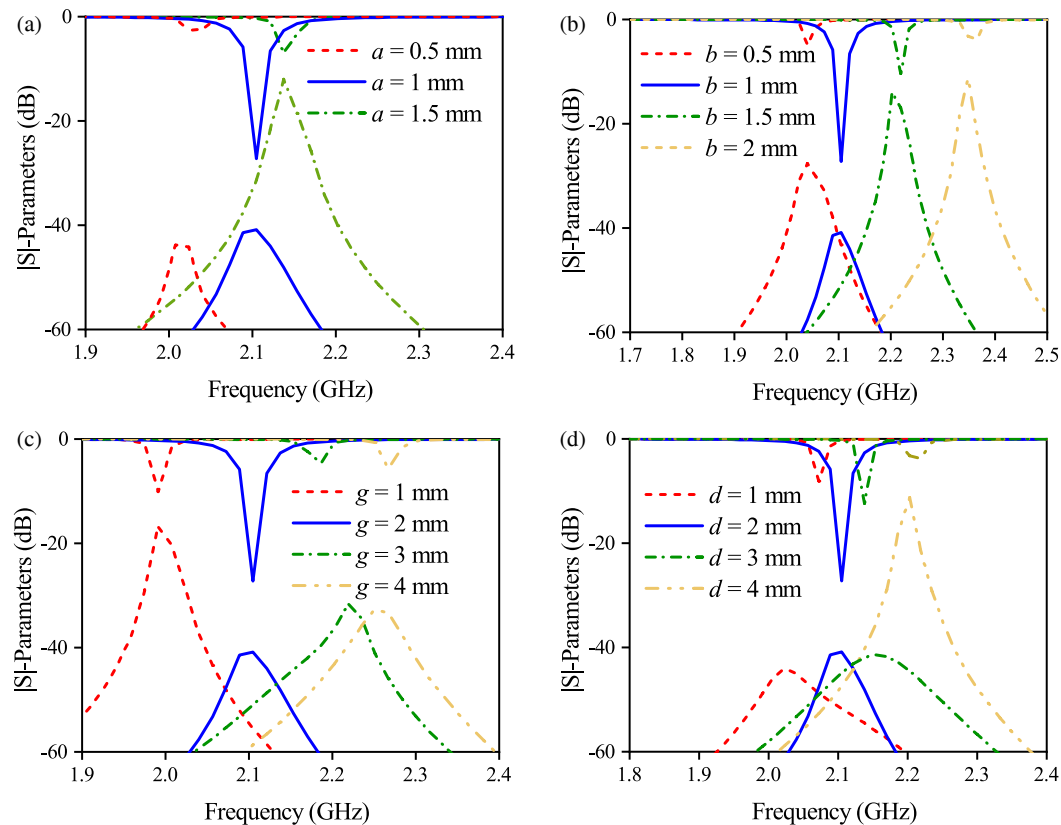 (a)
a = 0.5 mm
a = 1 mm
a = 1.5 mm
0
-20
-40
-60
1.9 2.0 2.1 2.2 2.3 2.4
|S|-Parameters (dB)
Frequency (GHz)
(b)
b = 0.5 mm
b = 1 mm
b = 1.5 mm
b = 2 mm
0
-20
-40
-60
1.7 1.8 1.9 2.0 2.1 2.2 2.3 2.4 2.5
|S|-Parameters (dB)
Frequency (GHz)
(c)
g = 1 mm
g = 2 mm
g = 3 mm
g = 4 mm
0
-20
-40
-60
1.9 2.0 2.1 2.2 2.3 2.4
|S|-Parameters (dB)
Frequency (GHz)
(d)
d = 1 mm
d = 2 mm
d = 3 mm
d = 4 mm
0
-20
-40
-60
1.8 1.9 2.0 2.1 2.2 2.3 2.4
|S|-Parameters (dB)
Frequency (GHz)